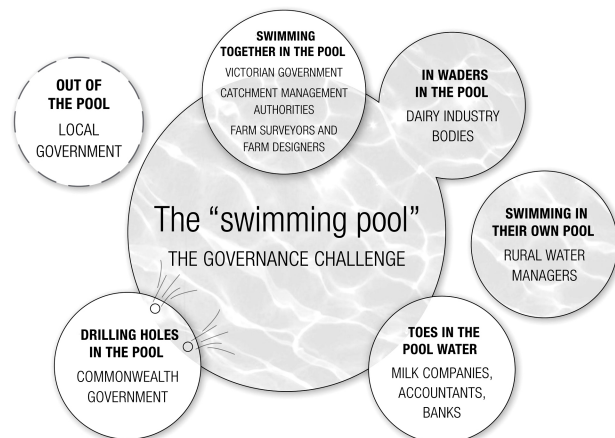 SWIMMING
TOGETHER IN THE POOL
VICTORIAN GOVERNMENT
CATCHMENT MANAGEMENT
AUTHORITIES
FARM SURVEYORS AND
FARM DESIGNERS
IN WADERS
IN THE POOL
DAIRY INDUSTRY
BODIES
OUT OF
THE POOL
LOCAL
GOVERNMENT
The “swimming pool”
THE GOVERNANCE CHALLENGE
SWIMMING IN
THEIR OWN POOL
RURAL WATER
MANAGERS
DRILLING HOLES
IN THE POOL
COMMONWEALTH
GOVERNMENT
TOES IN THE
POOL WATER
MILK COMPANIES,
ACCOUNTANTS,
BANKS